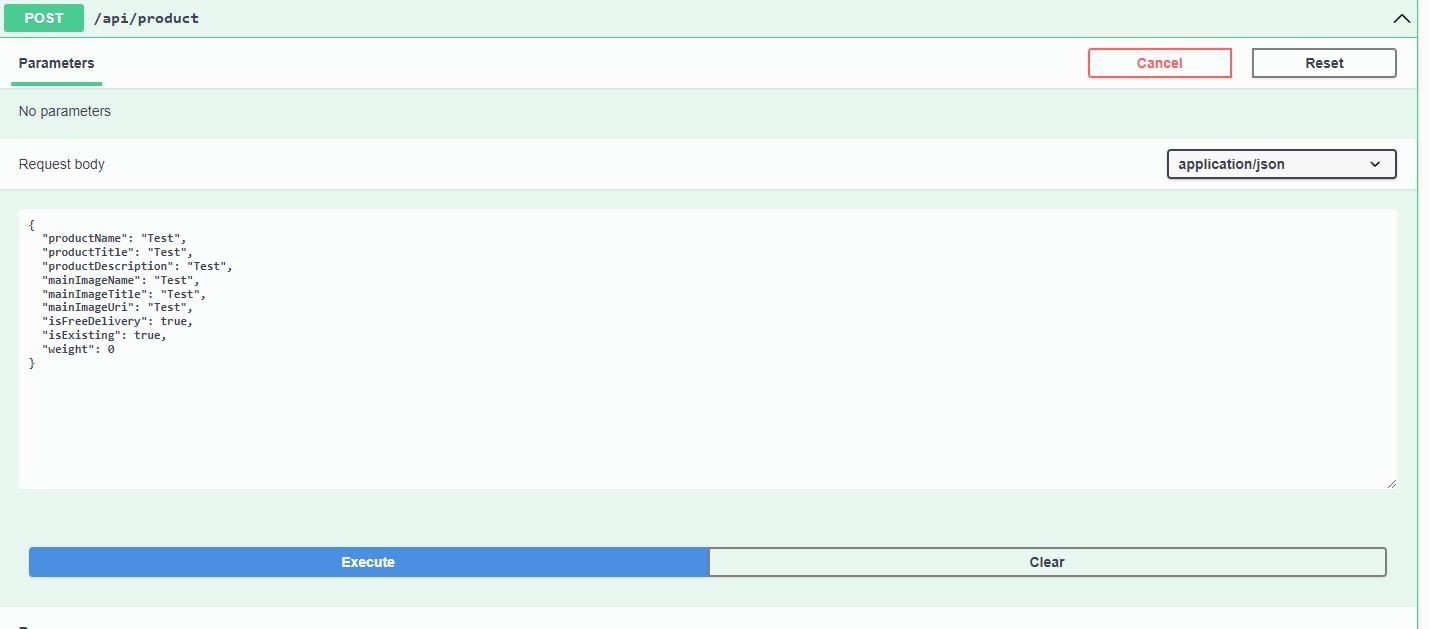 POST /api/product
Parameters Cancel Reset
No parameters
Request body application/json
{
  "productName": "Test",
  "productTitle": "Test",
  "productDescription": "Test",
  "mainImageName": "Test",
  "mainImageTitle": "Test",
  "mainImageUri": "Test",
  "isFreeDelivery": true,
  "isExisting": true,
  "weight": 0
}
Execute Clear